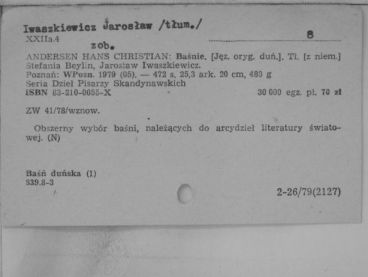 Iwaszkiewicz Jarosław /tłum./
XXIIa.4 8
zob.
ANDERSEN HANS CHRISTIAN: Baśnie. [Jęz. oryg. duń.]. Tł. [z niem.]
Stefania Beylin, Jarosław Iwaszkiewicz.
Poznań: WPozn. 1979 (05). — 472 s, 25,3 ark. 20 cm, 480 g
Seria Dzieł Pisarzy Skandynawskich
ISBN 83-210-0055-X 30 000 egz. pł. 70 zł
ZW 41/78/wznow.
Obszerny wybór baśni, należących do arcydzieł literatury świato-
wej. (N)
Baśń duńska (1)
839.8-3
2-26/79(2127)